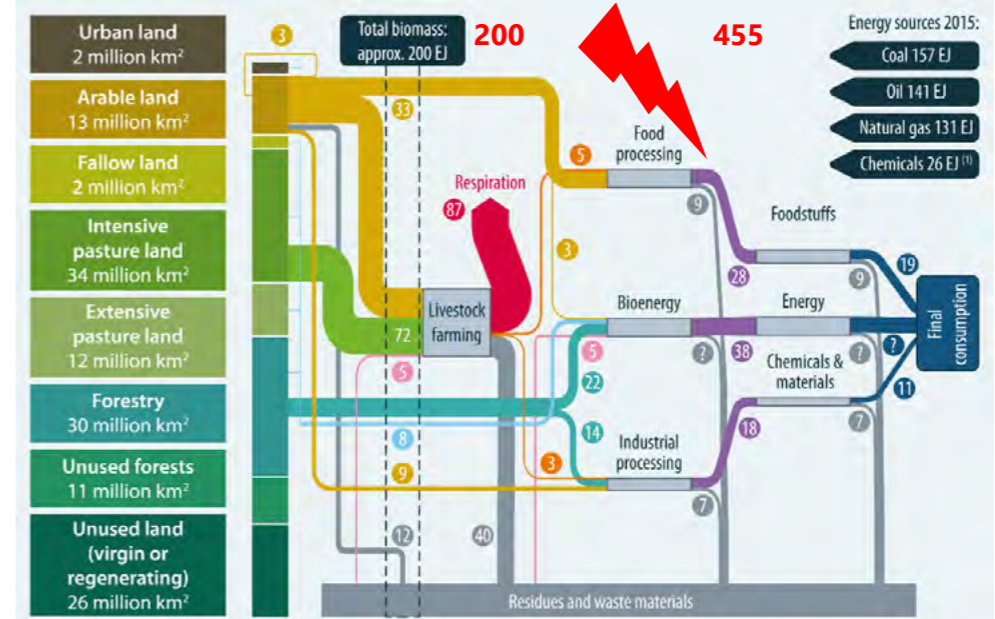 Urban land
2 million km²
Arable land
13 million km²
Fallow land
2 million km²
Intensive
pasture land
34 million km²
Extensive
pasture land
12 million km²
Forestry
30 million km²
Unused forests
11 million km²
Unused land
(virgin or
regenerating)
26 million km²
3
Total biomass:
approx. 200 EJ
200
455
Energy sources 2015:
Coal 157 EJ
Oil 141 EJ
Natural gas 131 EJ
Chemicals 26 EJ (1)
33
Food
processing
5
Respiration
87
9
Foodstuffs
3
28
19
9
Livestock
farming
72
Bioenergy
Energy
Final
consumption
5
5
?
38
?
?
Chemicals &
materials
22
11
8
14
18
7
Industrial
processing
9
3
7
12
40
Residues and waste materials